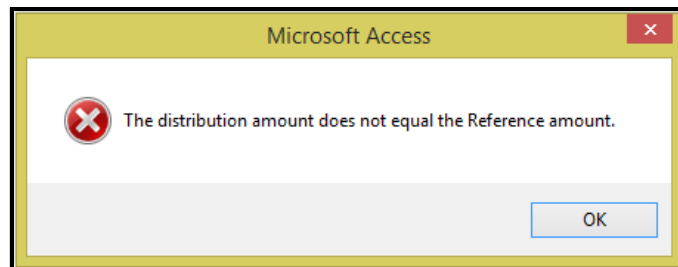 Microsoft Access
The distribution amount does not equal the Reference amount.
OK